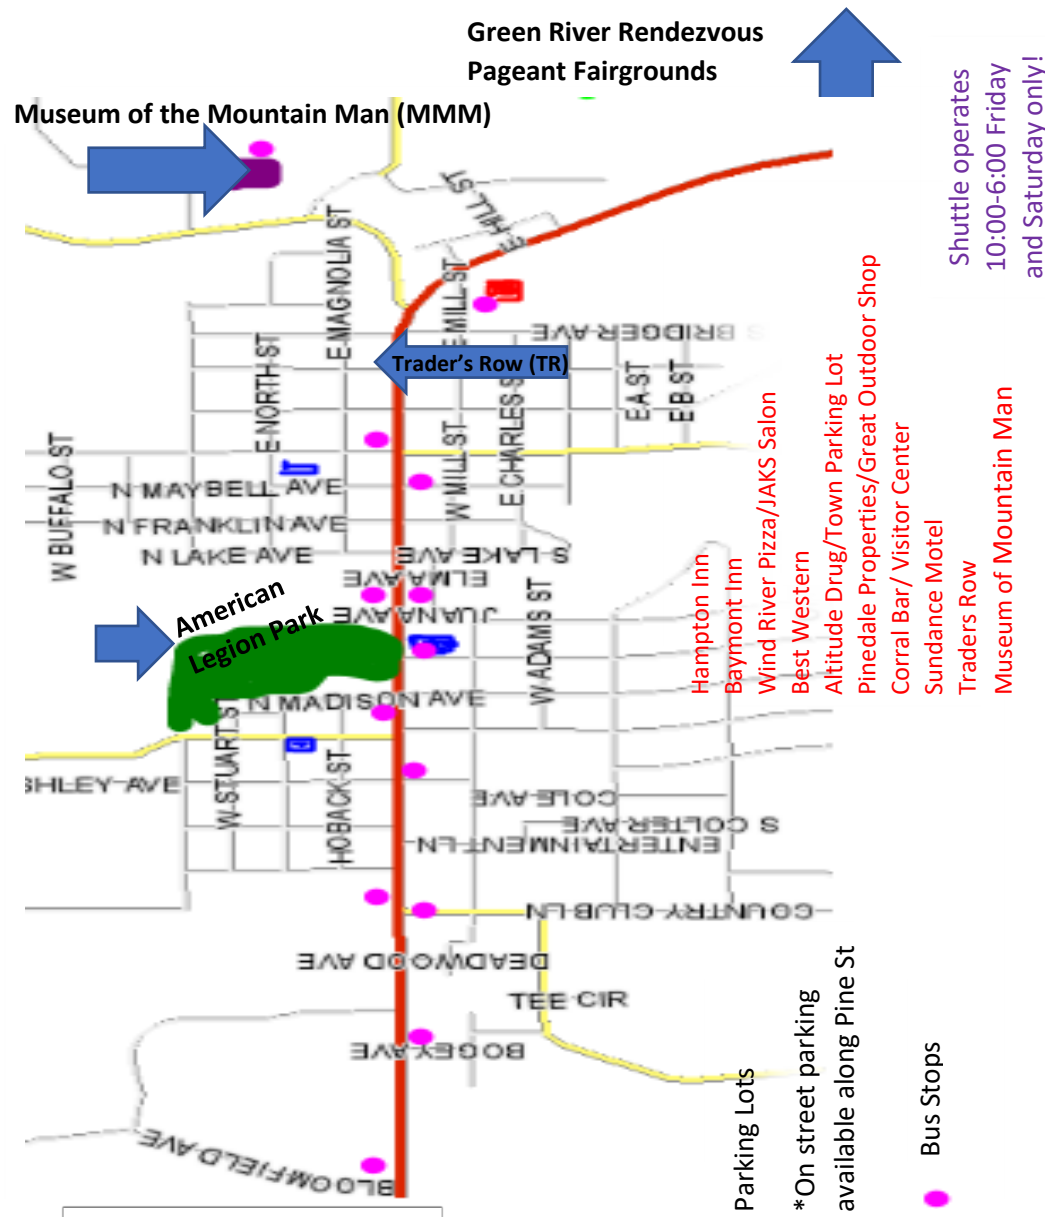 Green River Rendezvous
Pageant Fairgrounds
Museum of the Mountain Man (MMM)
Shuttle operates
10:00-6:00 Friday
and Saturday only!
E HILL ST
E MAGNOLIA ST
E MILL ST
S BRIDGER AVE
Trader's Row (TR)
E NORTH ST
E CHARLES S
E A ST
E B ST
W BUFFALO ST
W MILL ST
N MAYBELL AVE
N FRANKLIN AVE
N LAKE AVE
S LAKE AVE
ELMA AVE
JUANA AVE
W ADAMS ST
American
Legion Park
N MADISON AVE
W STUART ST
HOBACK ST
SHLEY AVE
COLE AVE
S COLTER AVE
ENTERTAINMENT LN
COUNTRY CLUB LN
DEADWOOD AVE
TEE CIR
BOGEY AVE
BLOOMFIELD AVE
Hampton Inn
Baymont Inn
Wind River Pizza/JAKS Salon
Best Western
Altitude Drug/Town Parking Lot
Pinedale Properties/Great Outdoor Shop
Corral Bar/ Visitor Center
Sundance Motel
Traders Row
Museum of Mountain Man
Parking Lots
*On street parking
available along Pine St
Bus Stops